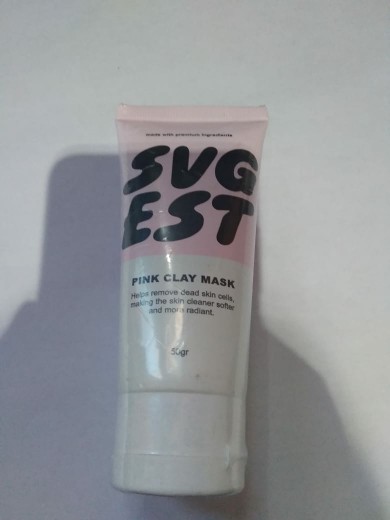 made with premium ingredients
SVG
EST
PINK CLAY MASK
Helps remove dead skin cells,
making the skin cleaner softer
and more radiant.
50gr